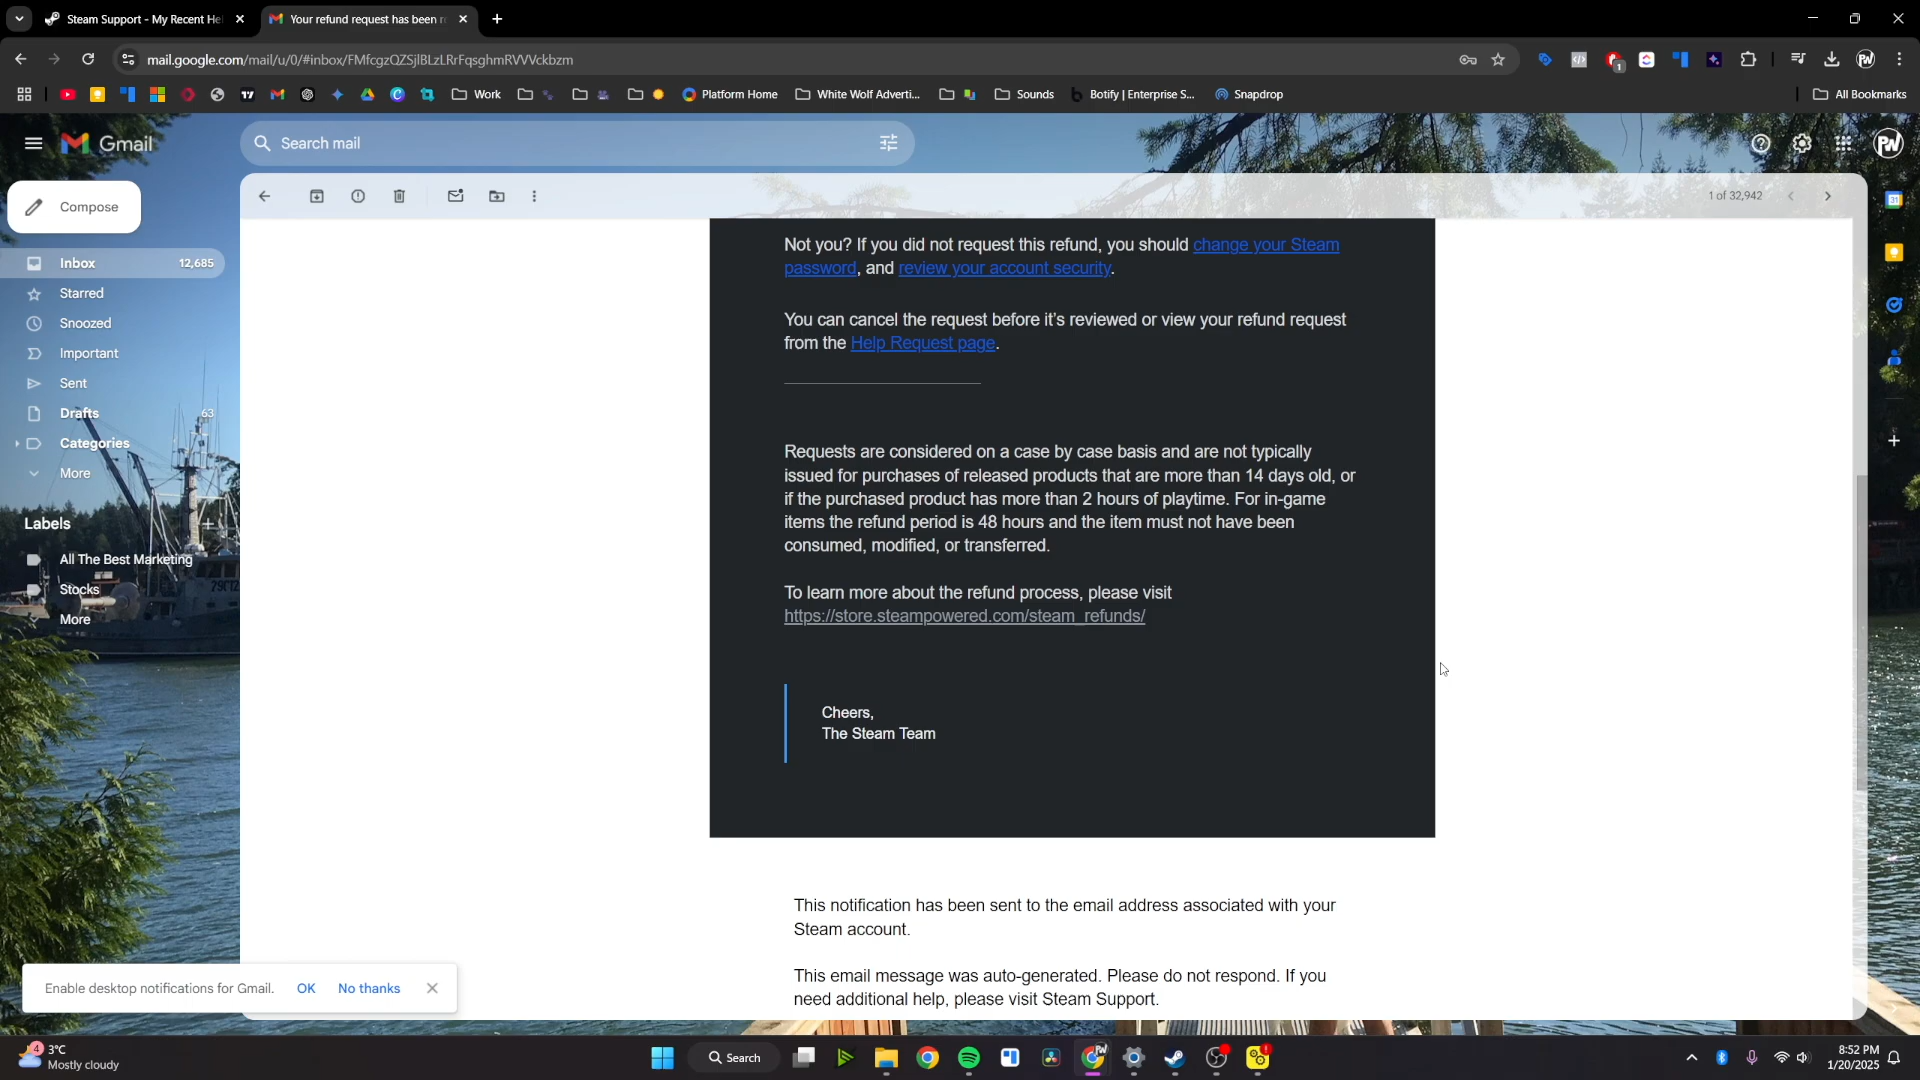 Steam Support - My Recent He
Your refund request has been r
mail.google.com/mail/u/0/#inbox/FMfcgzQZSjlBLzLRrFqsghmRVVVckbzm
1
Work
Platform Home
White Wolf Adverti...
Sounds
Botify | Enterprise S...
Snapdrop
All Bookmarks
Gmail
Search mail
PW
Compose
1 of 32,942
Inbox 12,685
Starred
Snoozed
Important
Sent
Drafts 63
Categories
More
Labels
All The Best Marketing
Stocks
More
Not you? If you did not request this refund, you should change your Steam
password, and review your account security.
You can cancel the request before it's reviewed or view your refund request
from the Help Request page.
Requests are considered on a case by case basis and are not typically
issued for purchases of released products that are more than 14 days old, or
if the purchased product has more than 2 hours of playtime. For in-game
items the refund period is 48 hours and the item must not have been
consumed, modified, or transferred.
To learn more about the refund process, please visit
https://store.steampowered.com/steam_refunds/
Cheers,
The Steam Team
This notification has been sent to the email address associated with your
Steam account.
This email message was auto-generated. Please do not respond. If you
need additional help, please visit Steam Support.
Enable desktop notifications for Gmail. OK No thanks
4
3°C
Mostly cloudy
Search
8:52 PM
1/20/2025